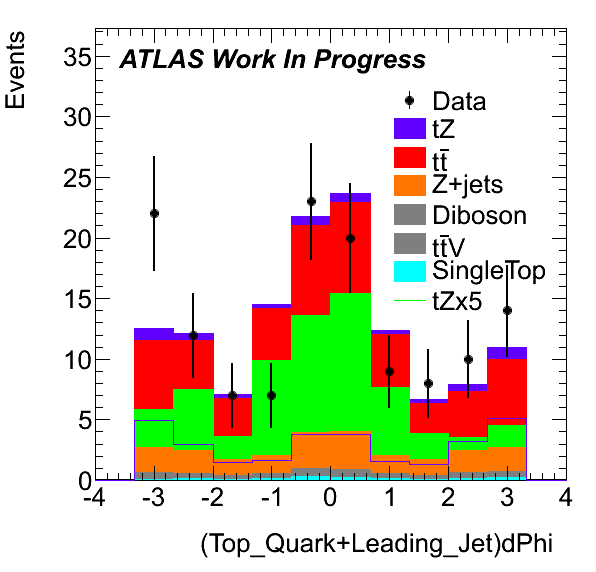 Events
ATLAS Work In Progress
Data
tZ
tt̄
Z+jets
Diboson
tt̄V
SingleTop
tZx5
35
30
25
20
15
10
5
0
-4 -3 -2 -1 0 1 2 3 4
(Top_Quark+Leading_Jet)dPhi